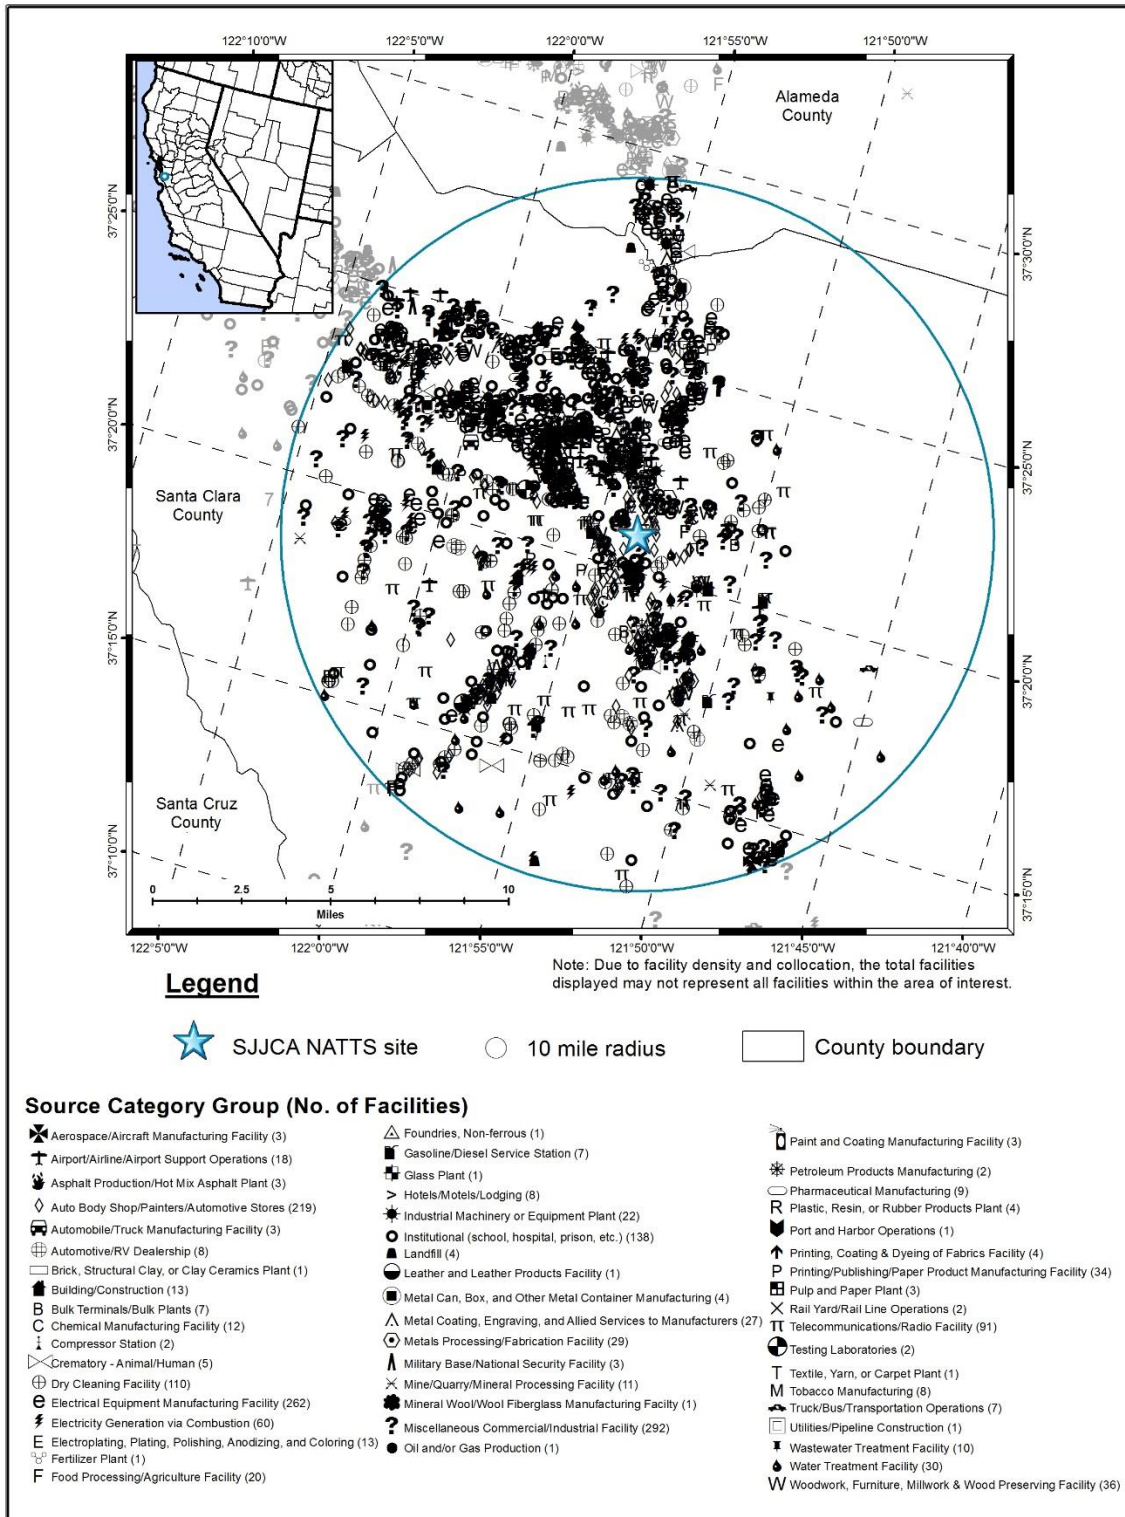 122°10'0"W 122°5'0"W 122°0'0"W 121°55'0"W 121°50'0"W
Alameda
County
37°25'0"N
37°30'0"N
37°20'0"N
37°25'0"N
Santa Clara
County
37°15'0"N
37°20'0"N
Santa Cruz
County
37°10'0"N
37°15'0"N
0 2.5 5 10
Miles
122°5'0"W 122°0'0"W 121°55'0"W 121°50'0"W 121°45'0"W 121°40'0"W
Legend
Note: Due to facility density and collocation, the total facilities
displayed may not represent all facilities within the area of interest.
SJJCA NATTS site 10 mile radius County boundary
Source Category Group (No. of Facilities)
Aerospace/Aircraft Manufacturing Facility (3)
Airport/Airline/Airport Support Operations (18)
Asphalt Production/Hot Mix Asphalt Plant (3)
Auto Body Shop/Painters/Automotive Stores (219)
Automobile/Truck Manufacturing Facility (3)
Automotive/RV Dealership (8)
Brick, Structural Clay, or Clay Ceramics Plant (1)
Building/Construction (13)
B Bulk Terminals/Bulk Plants (7)
C Chemical Manufacturing Facility (12)
Compressor Station (2)
Crematory - Animal/Human (5)
Dry Cleaning Facility (110)
e Electrical Equipment Manufacturing Facility (262)
Electricity Generation via Combustion (60)
E Electroplating, Plating, Polishing, Anodizing, and Coloring (13)
Fertilizer Plant (1)
F Food Processing/Agriculture Facility (20)
Foundries, Non-ferrous (1)
Gasoline/Diesel Service Station (7)
Glass Plant (1)
> Hotels/Motels/Lodging (8)
Industrial Machinery or Equipment Plant (22)
Institutional (school, hospital, prison, etc.) (138)
Landfill (4)
Leather and Leather Products Facility (1)
Metal Can, Box, and Other Metal Container Manufacturing (4)
Metal Coating, Engraving, and Allied Services to Manufacturers (27)
Metals Processing/Fabrication Facility (29)
Military Base/National Security Facility (3)
Mine/Quarry/Mineral Processing Facility (11)
Mineral Wool/Wool Fiberglass Manufacturing Facilty (1)
? Miscellaneous Commercial/Industrial Facility (292)
Oil and/or Gas Production (1)
Paint and Coating Manufacturing Facility (3)
Petroleum Products Manufacturing (2)
Pharmaceutical Manufacturing (9)
R Plastic, Resin, or Rubber Products Plant (4)
Port and Harbor Operations (1)
Printing, Coating & Dyeing of Fabrics Facility (4)
P Printing/Publishing/Paper Product Manufacturing Facility (34)
Pulp and Paper Plant (3)
Rail Yard/Rail Line Operations (2)
π Telecommunications/Radio Facility (91)
Testing Laboratories (2)
T Textile, Yarn, or Carpet Plant (1)
M Tobacco Manufacturing (8)
Truck/Bus/Transportation Operations (7)
Utilities/Pipeline Construction (1)
Wastewater Treatment Facility (10)
Water Treatment Facility (30)
W Woodwork, Furniture, Millwork & Wood Preserving Facility (36)